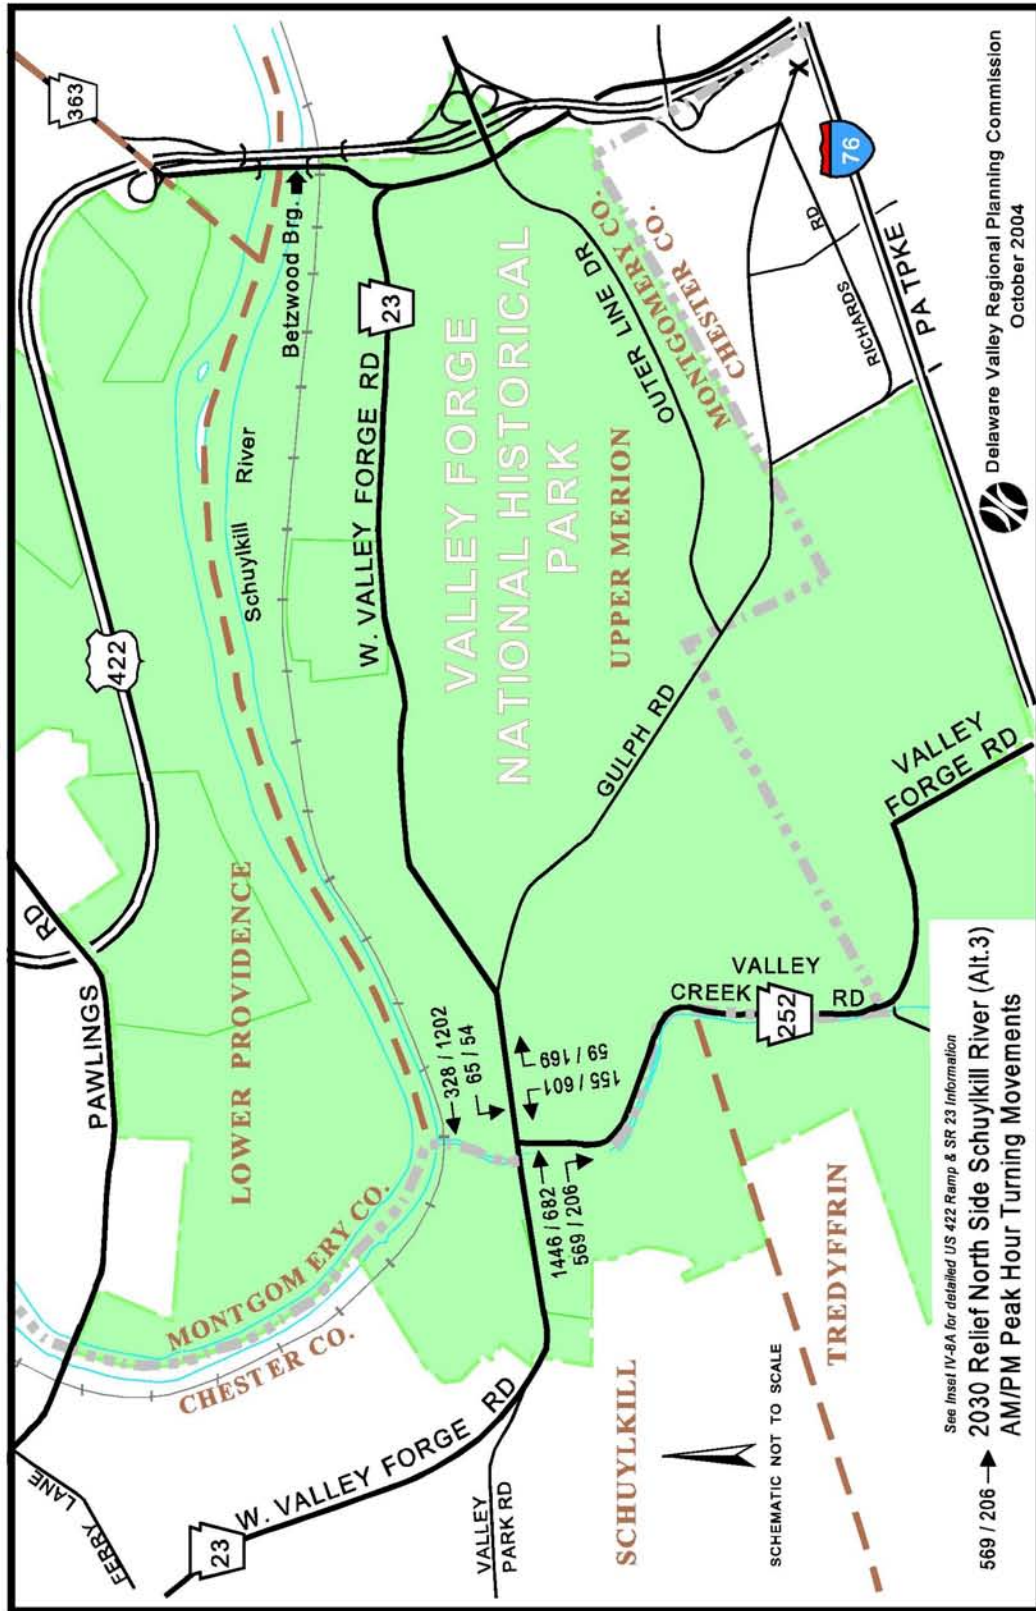 363
422
RD
PAWLINGS
FERRY LANE
LOWER PROVIDENCE
Schuylkill River
Betzwood Brg.
MONTGOMERY CO.
CHESTER CO.
23
W. VALLEY FORGE RD
VALLEY FORGE
NATIONAL HISTORICAL
PARK
UPPER MERION
OUTER LINE DR
MONTGOMERY CO.
CHESTER CO.
GULPH RD
RICHARDS RD
X
76
PATPKE
23
W. VALLEY FORGE RD
VALLEY
PARK RD
328 / 1202
65 / 54
59 / 169
155 / 601
1446 / 682
569 / 206
VALLEY
CREEK RD
252
VALLEY
FORGE RD
SCHUYLKILL
TREDYFFRIN
SCHEMATIC NOT TO SCALE
See Inset IV-8A for detailed US 422 Ramp & SR 23 Information
569 / 206 2030 Relief North Side Schuylkill River (Alt.3)
AM/PM Peak Hour Turning Movements
Delaware Valley Regional Planning Commission
October 2004